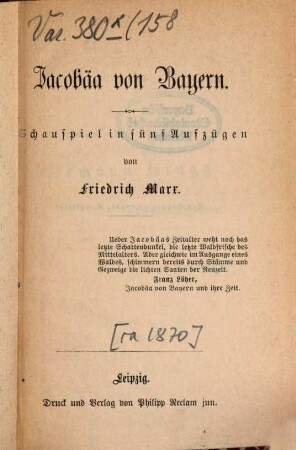 Var. 380 x (158
Jacobäa von Bayern.
Schauspiel in fünf Aufzügen
von
Friedrich Marx.
Ueber Jacobäas Zeitalter weht noch das
letzte Schattendunkel, die letzte Waldfrische des
Mittelalters. Aber gleichwie im Ausgange eines
Waldes, schimmern bereits durch Stämme und
Gezweige die lichten Saaten der Neuzeit.
Franz Löher,
Jacobäa von Bayern und ihre Zeit.
[ca 1870]
Leipzig.
Druck und Verlag von Philipp Reclam jun.